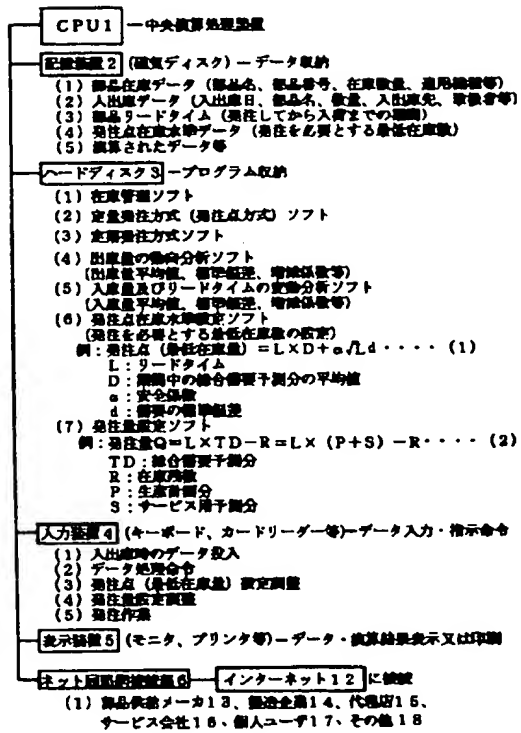 CPU1 ー中央演算処理装置
記憶装置2 (磁気ディスク) ーデータ収納
(1) 部品在庫データ (部品名、部品番号、在庫数量、適用機種等)
(2) 入出庫データ (入出庫日、部品名、数量、入出庫先、取扱者等)
(3) 部品リードタイム (発注してから入荷までの期間)
(4) 発注点在庫水準データ (発注を必要とする最低在庫数)
(5) 演算されたデータ等
ハードディスク3 ープログラム収納
(1) 在庫管理ソフト
(2) 定量発注方式 (発注点方式) ソフト
(3) 定期発注方式ソフト
(4) 出庫量の動向分析ソフト
(出庫量平均値、標準偏差、増減係数等)
(5) 入庫量及びリードタイムの変動分析ソフト
(入庫量平均値、標準偏差、増減係数等)
(6) 発注点在庫水準設定ソフト
(発注を必要とする最低在庫数の設定)
例:発注点 (最低在庫量) =L×D+α√Ld・・・・ (1)
L:リードタイム
D:期間中の総合需要予測分の平均値
α:安全係数
d:需要の標準偏差
(7) 発注量設定ソフト
例:発注量Q=L×TD-R=L× (P+S) -R・・・・ (2)
TD:総合需要予測分
R:在庫残数
P:生産計画分
S:サービス用予測分
入力装置4 (キーボード、カードリーダー等)ーデータ入力・指示命令
(1) 入出庫時のデータ投入
(2) データ処理命令
(3) 発注点 (最低在庫量) 設定調整
(4) 発注量設定調整
(5) 発注作業
表示装置5 (モニタ、プリンタ等) ーデータ・演算結果表示又は印刷
ネット回路網接続器6 インターネット12 に接続
(1) 部品供給メーカ13、製造企業14、代理店15、
サービス会社16、個人ユーザ17、その他18